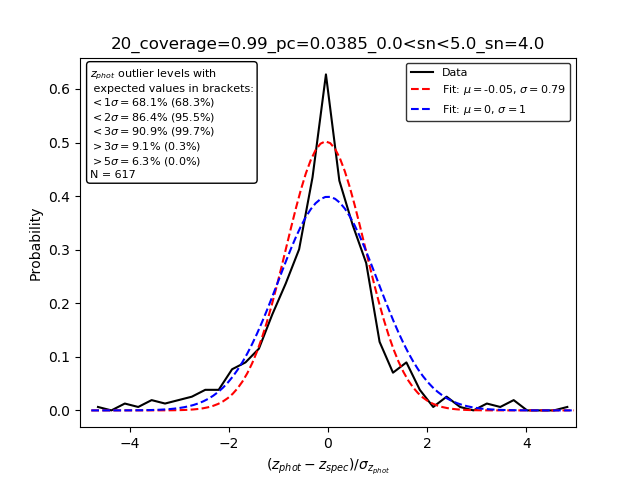 20_coverage=0.99_pc=0.0385_0.0<sn<5.0_sn=4.0
z_phot outlier levels with
expected values in brackets:
<1σ=68.1% (68.3%)
<2σ=86.4% (95.5%)
<3σ=90.9% (99.7%)
>3σ=9.1% (0.3%)
>5σ=6.3% (0.0%)
N = 617
Data
Fit: μ=-0.05, σ=0.79
Fit: μ=0, σ=1
Probability
0.6
0.5
0.4
0.3
0.2
0.1
0.0
−4
−2
0
2
4
(z_phot − z_spec)/σ_z_phot